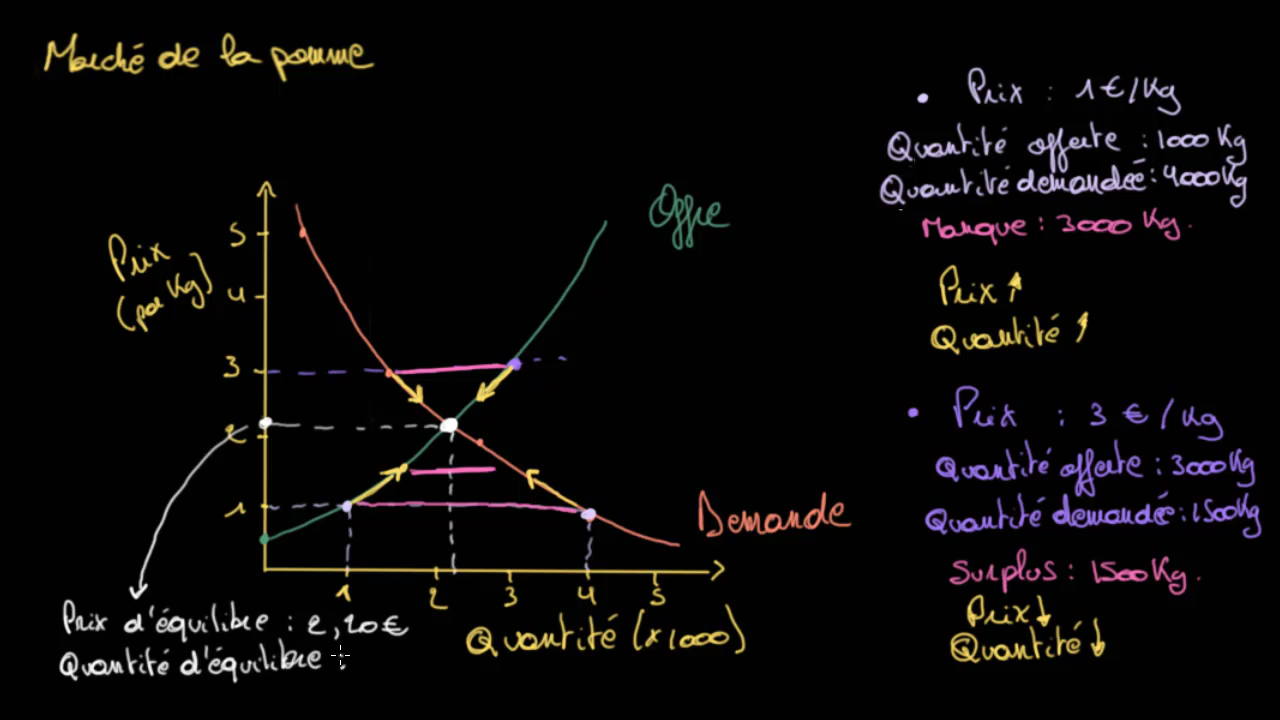 Marché de la pomme
• Prix : 1 €/Kg
Quantité offerte : 1000 Kg
Quantité demandée : 4000 Kg
Manque : 3000 Kg.
Prix ↑
Quantité ↑
• Prix : 3 €/Kg
Quantité offerte : 3000 Kg
Quantité demandée : 1500 Kg
Surplus : 1500 Kg.
Prix ↓
Quantité ↓
Prix
(par Kg)
5
4
3
2
1
Offre
Demande
1 2 3 4 5
Quantité (x1000)
Prix d'équilibre : 2,20€
Quantité d'équilibre :